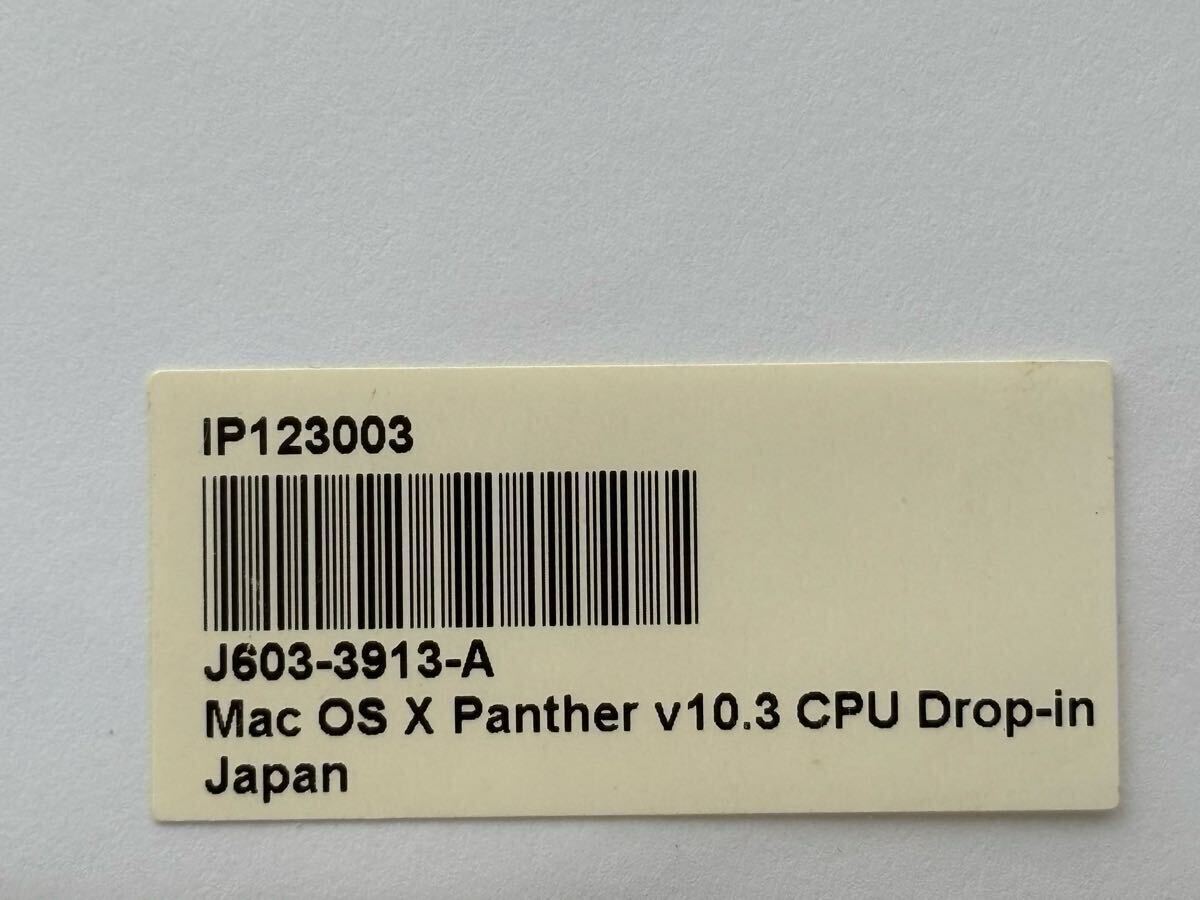 IP123003
J603-3913-A
Mac OS X Panther v10.3 CPU Drop-in
Japan